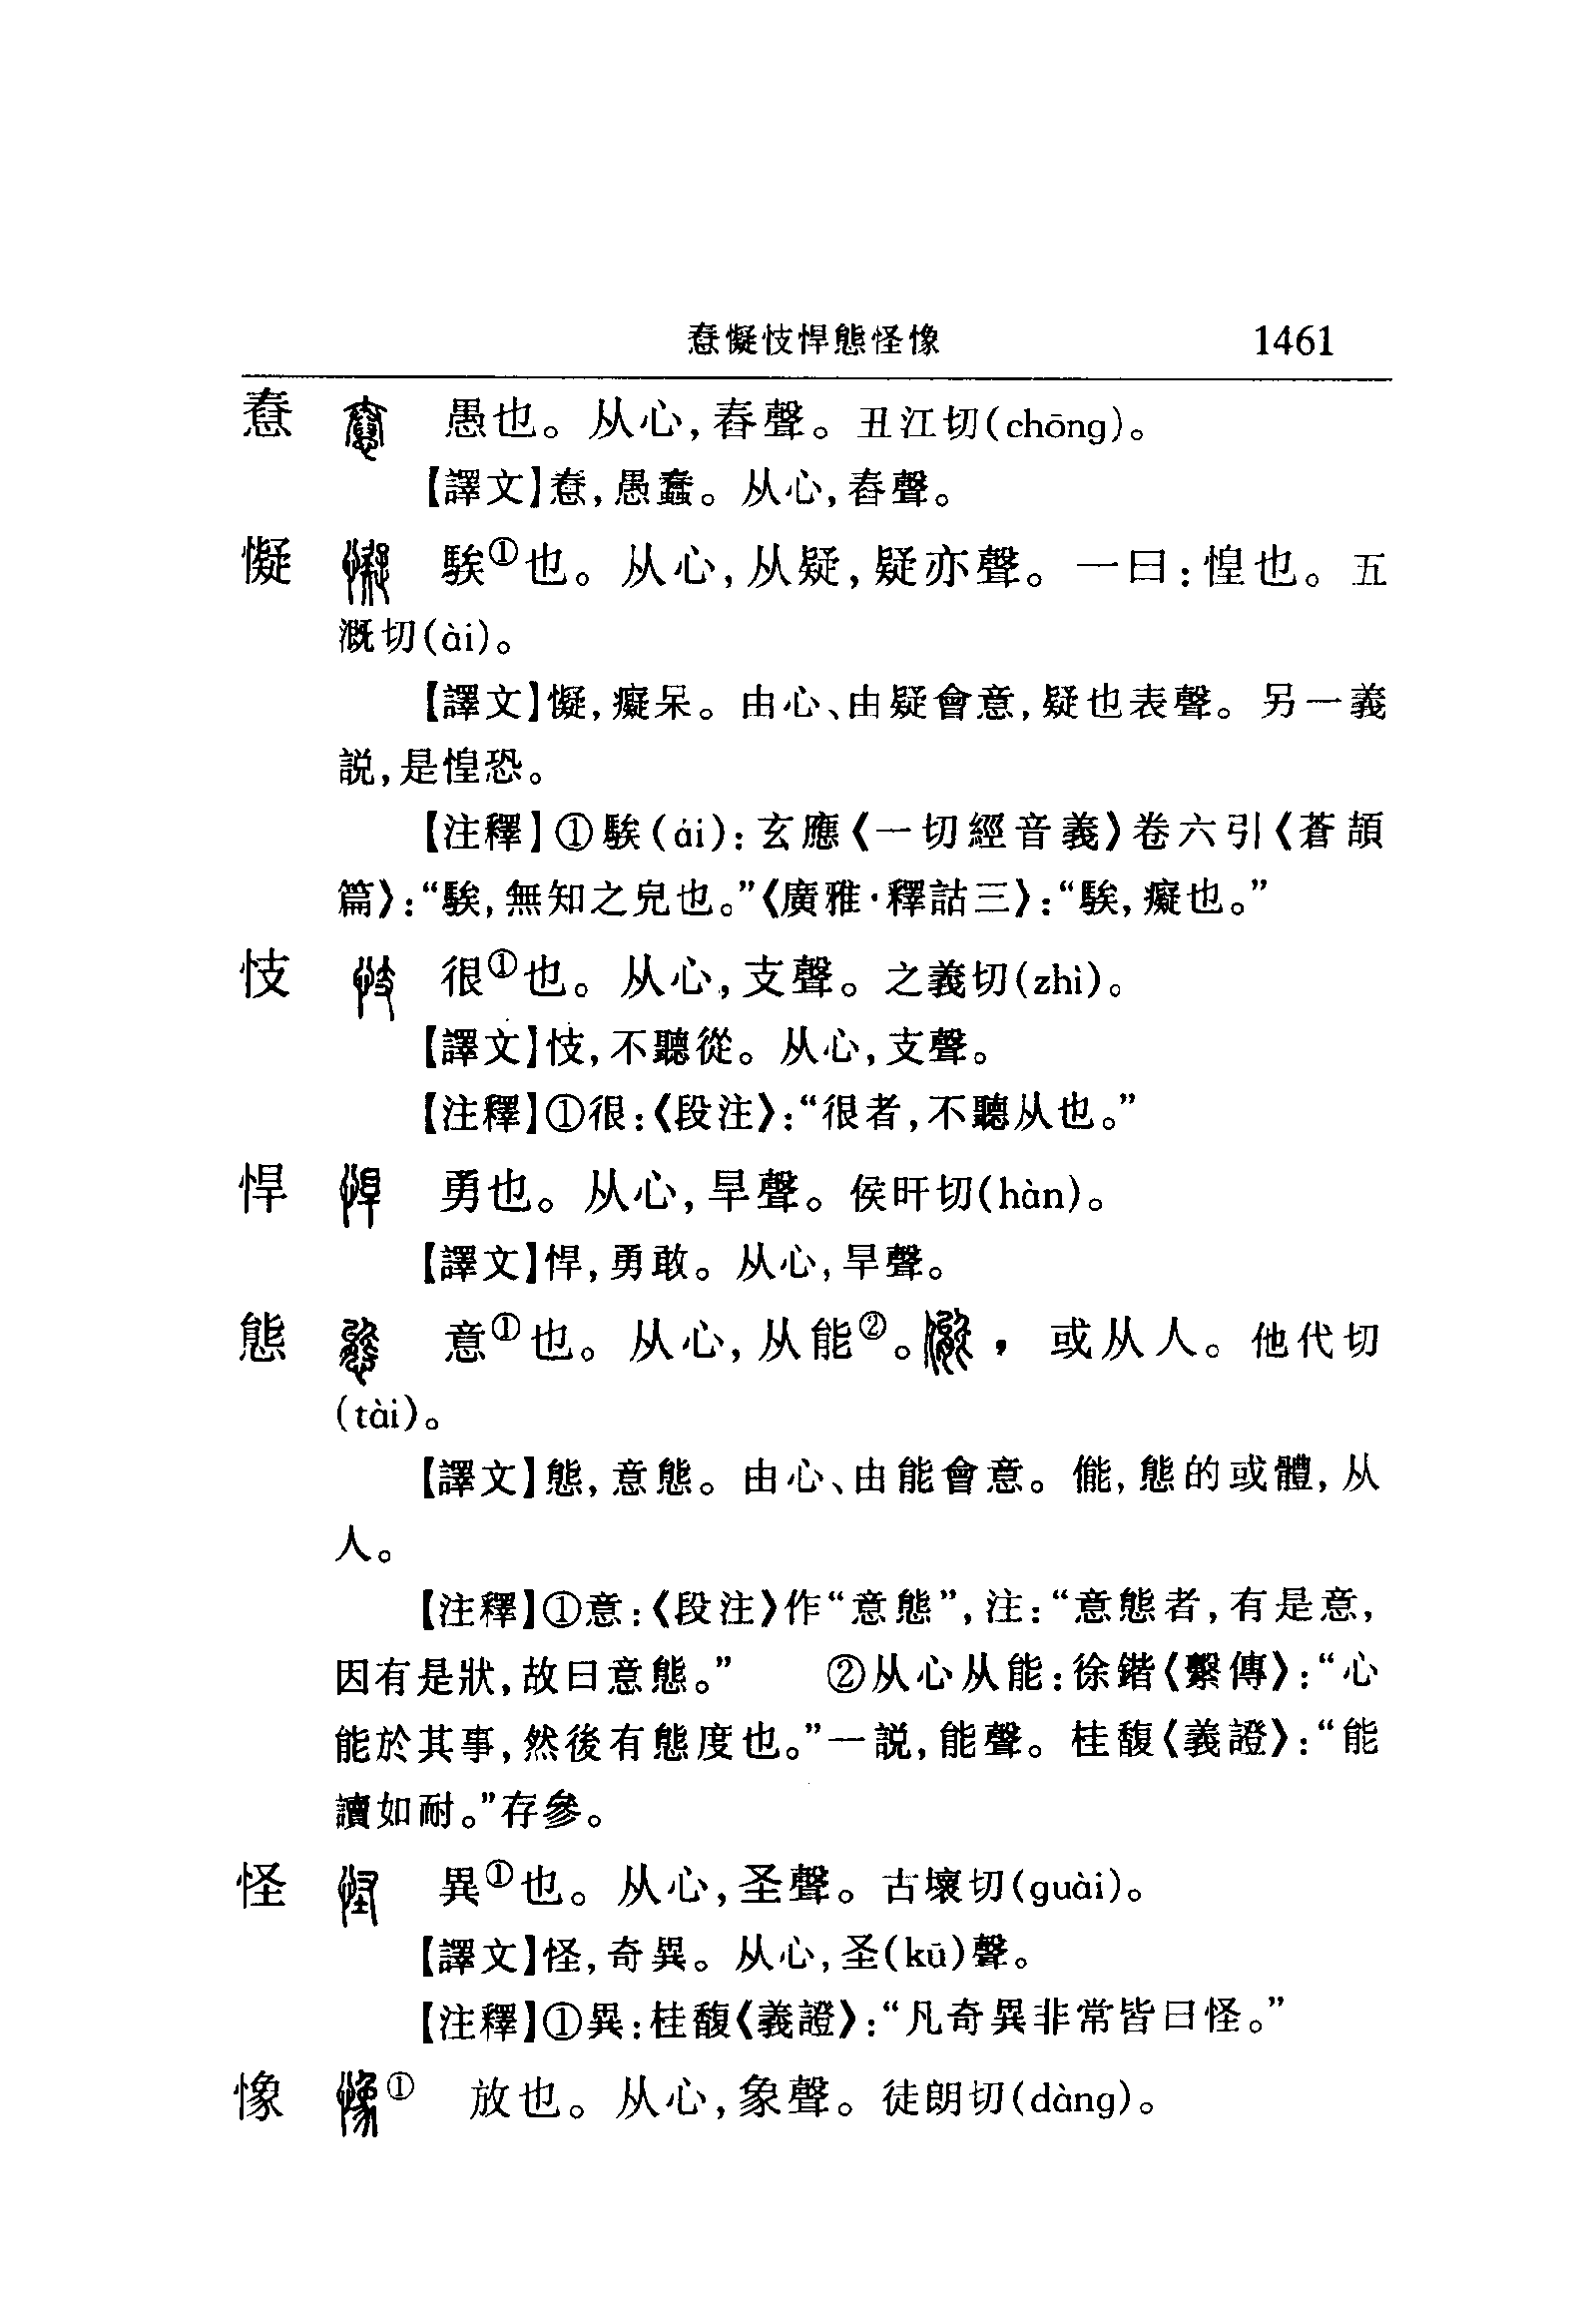 惷懝忮悍態怪憃 1461
惷 愚也。从心,舂聲。丑江切(chōng)。
【譯文】惷,愚蠢。从心,舂聲。
懝 騃①也。从心,从疑,疑亦聲。一曰:惶也。五
溉切(ài)。
【譯文】懝,癡呆。由心、由疑會意,疑也表聲。另一義
説,是惶恐。
【注釋】①騃(ái):玄應《一切經音義》卷六引《蒼頡
篇》:“騃,無知之皃也。”《廣雅·釋詁三》:“騃,癡也。”
忮 很①也。从心,支聲。之義切(zhì)。
【譯文】忮,不聽從。从心,支聲。
【注釋】①很:《段注》:“很者,不聽从也。”
悍 勇也。从心,旱聲。侯旰切(hàn)。
【譯文】悍,勇敢。从心,旱聲。
態 意①也。从心,从能②。,或从人。他代切
(tài)。
【譯文】態,意態。由心、由能會意。㑷,態的或體,从
人。
【注釋】①意:《段注》作“意態”,注:“意態者,有是意,
因有是狀,故曰意態。” ②从心从能:徐鍇《繫傳》:“心
能於其事,然後有態度也。”一説,能聲。桂馥《義證》:“能
讀如耐。”存參。
怪 異①也。从心,圣聲。古壞切(guài)。
【譯文】怪,奇異。从心,圣(kū)聲。
【注釋】①異:桂馥《義證》:“凡奇異非常皆曰怪。”
憃① 放也。从心,象聲。徒朗切(dàng)。